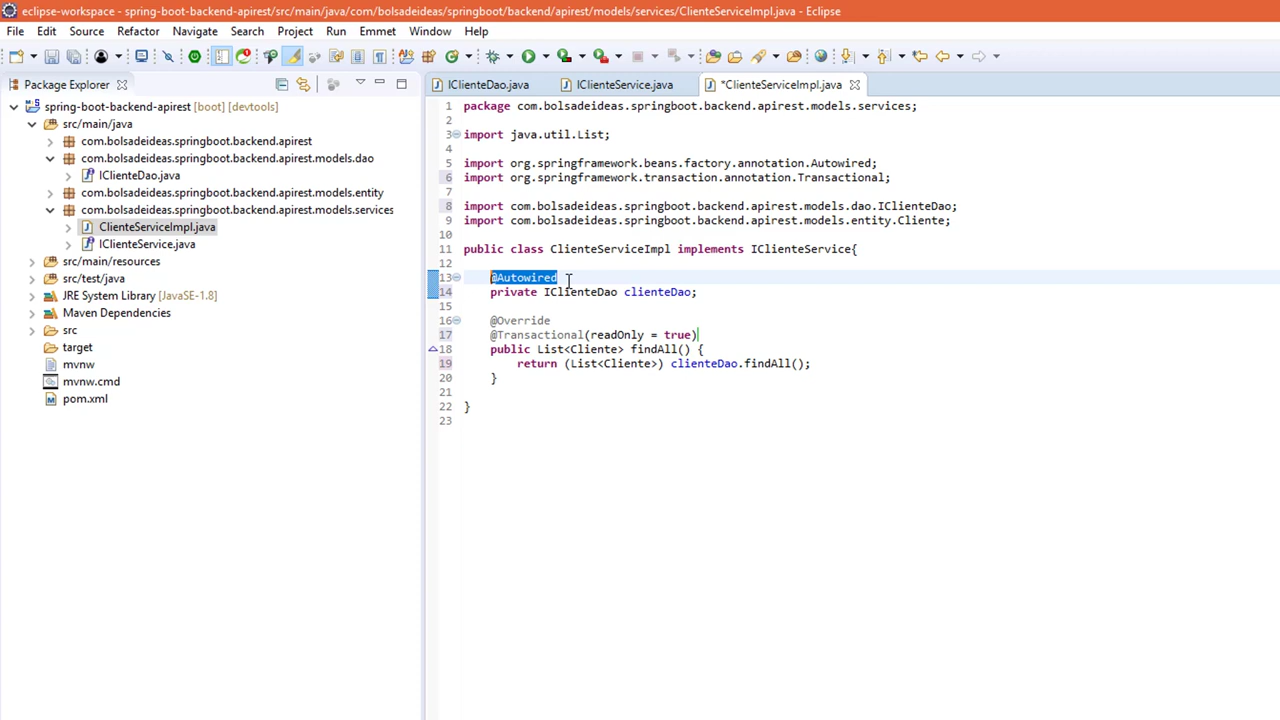 eclipse-workspace - spring-boot-backend-apirest/src/main/java/com/bolsadeideas/springboot/backend/apirest/models/services/ClienteServiceImpl.java - Eclipse
File Edit Source Refactor Navigate Search Project Run Emmet Window Help
Package Explorer
IClienteDao.java
IClienteService.java
*ClienteServiceImpl.java
spring-boot-backend-apirest [boot] [devtools]
src/main/java
com.bolsadeideas.springboot.backend.apirest
com.bolsadeideas.springboot.backend.apirest.models.dao
IClienteDao.java
com.bolsadeideas.springboot.backend.apirest.models.entity
com.bolsadeideas.springboot.backend.apirest.models.services
ClienteServiceImpl.java
IClienteService.java
src/main/resources
src/test/java
JRE System Library [JavaSE-1.8]
Maven Dependencies
src
target
mvnw
mvnw.cmd
pom.xml
1 package com.bolsadeideas.springboot.backend.apirest.models.services;
2
3 import java.util.List;
4
5 import org.springframework.beans.factory.annotation.Autowired;
6 import org.springframework.transaction.annotation.Transactional;
7
8 import com.bolsadeideas.springboot.backend.apirest.models.dao.IClienteDao;
9 import com.bolsadeideas.springboot.backend.apirest.models.entity.Cliente;
10
11 public class ClienteServiceImpl implements IClienteService{
12
13 @Autowired
14 private IClienteDao clienteDao;
15
16 @Override
17 @Transactional(readOnly = true)
18 public List<Cliente> findAll() {
19 return (List<Cliente>) clienteDao.findAll();
20 }
21
22 }
23